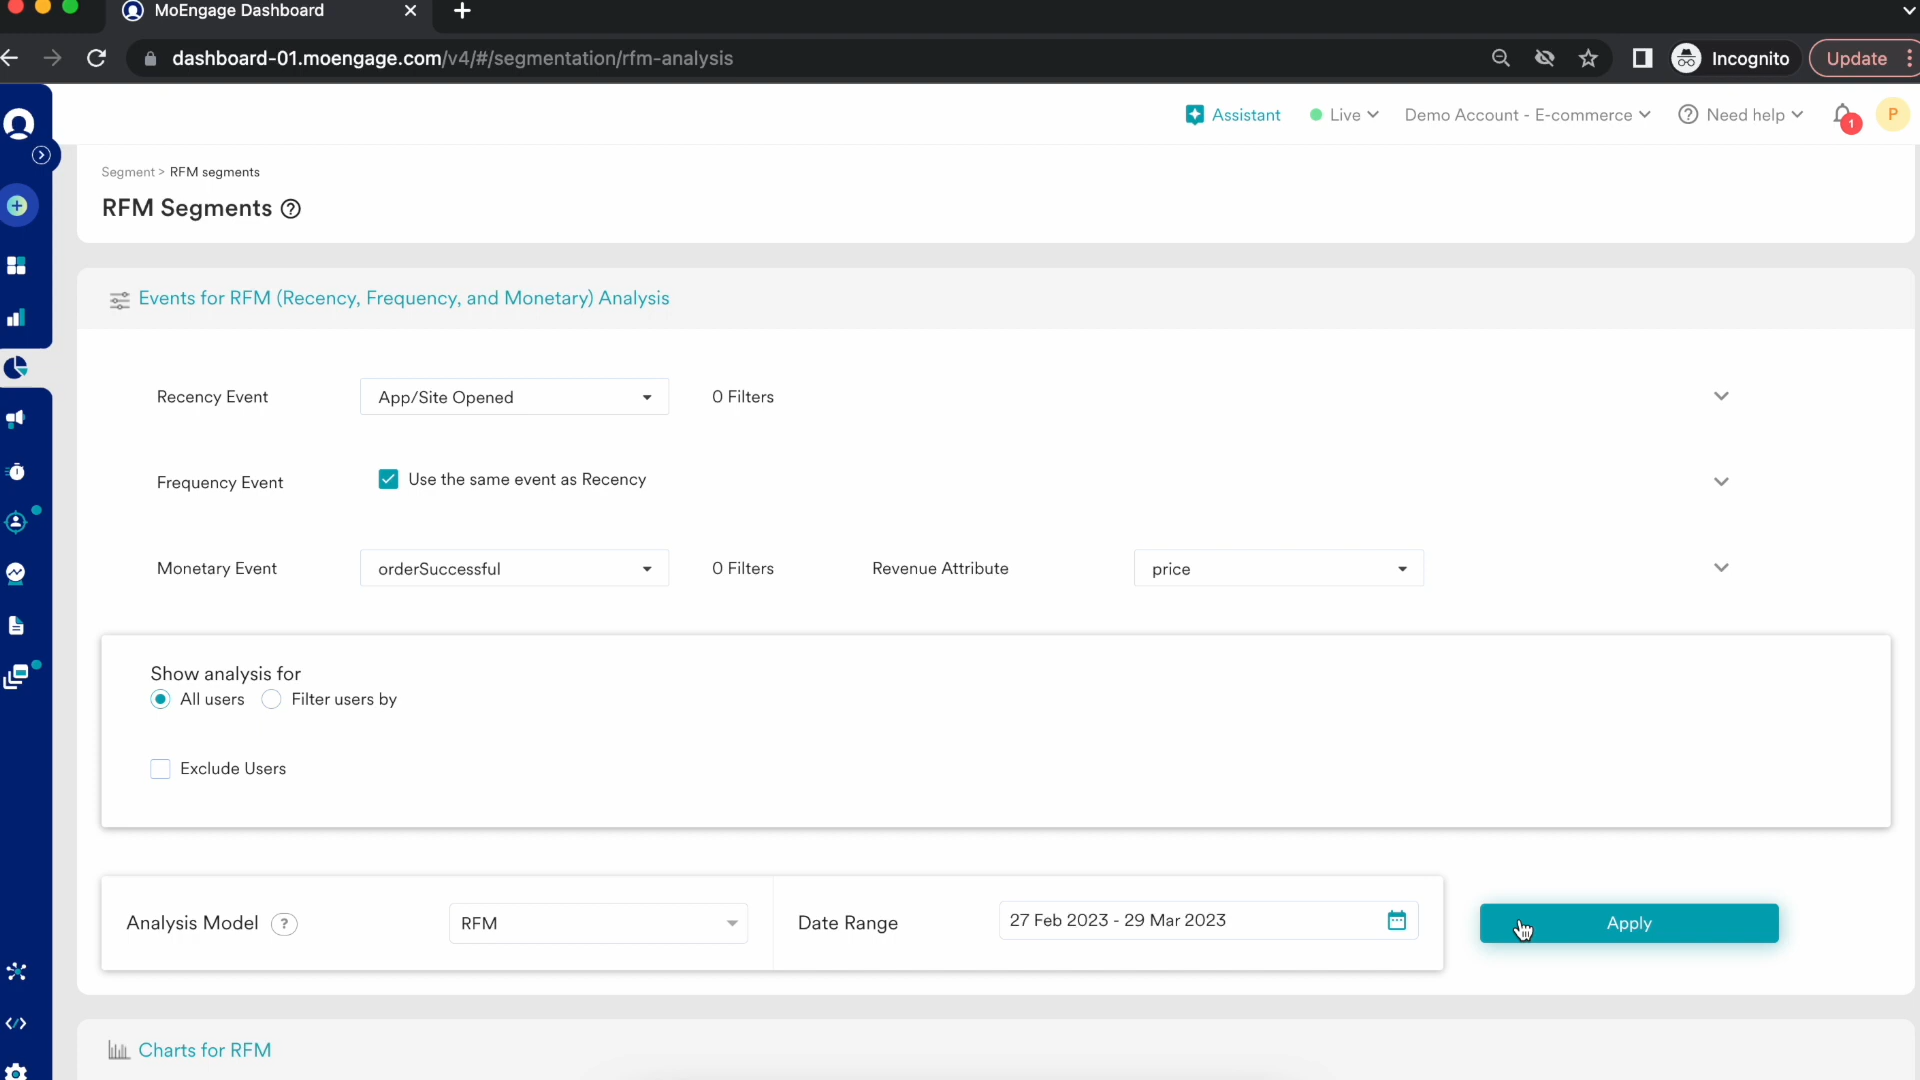 MoEngage Dashboard
dashboard-01.moengage.com/v4/#/segmentation/rfm-analysis
Incognito
Update
Assistant
Live
Demo Account - E-commerce
Need help
1
P
Segment > RFM segments
RFM Segments
Events for RFM (Recency, Frequency, and Monetary) Analysis
Recency Event App/Site Opened 0 Filters
Frequency Event Use the same event as Recency
Monetary Event orderSuccessful 0 Filters Revenue Attribute price
Show analysis for
All users Filter users by
Exclude Users
Analysis Model ? RFM Date Range 27 Feb 2023 - 29 Mar 2023 Apply
Charts for RFM